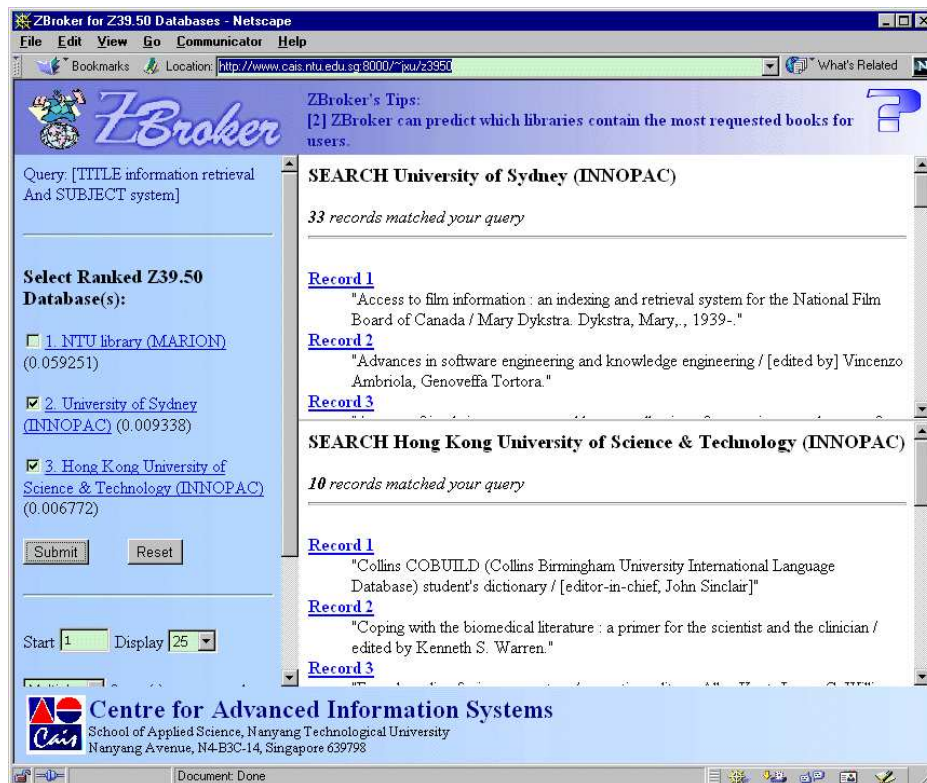 ZBroker for Z39.50 Databases - Netscape
File Edit View Go Communicator Help
Bookmarks Location: http://www.cais.ntu.edu.sg:8000/~jxu/z3950 What's Related N
ZBroker
ZBroker's Tips:
[2] ZBroker can predict which libraries contain the most requested books for
users.
Query: [TITLE information retrieval
And SUBJECT system]
Select Ranked Z39.50
Database(s):
1. NTU library (MARION)
(0.059251)
2. University of Sydney
(INNOPAC) (0.009338)
3. Hong Kong University of
Science & Technology (INNOPAC)
(0.006772)
Submit Reset
Start 1 Display 25
SEARCH University of Sydney (INNOPAC)
33 records matched your query
Record 1
"Access to film information : an indexing and retrieval system for the National Film
Board of Canada / Mary Dykstra. Dykstra, Mary,., 1939-."
Record 2
"Advances in software engineering and knowledge engineering / [edited by] Vincenzo
Ambriola, Genoveffa Tortora."
Record 3
SEARCH Hong Kong University of Science & Technology (INNOPAC)
10 records matched your query
Record 1
"Collins COBUILD (Collins Birmingham University International Language
Database) student's dictionary / [editor-in-chief, John Sinclair]"
Record 2
"Coping with the biomedical literature : a primer for the scientist and the clinician /
edited by Kenneth S. Warren."
Record 3
Cais
Centre for Advanced Information Systems
School of Applied Science, Nanyang Technological University
Nanyang Avenue, N4-B3C-14, Singapore 639798
Document: Done